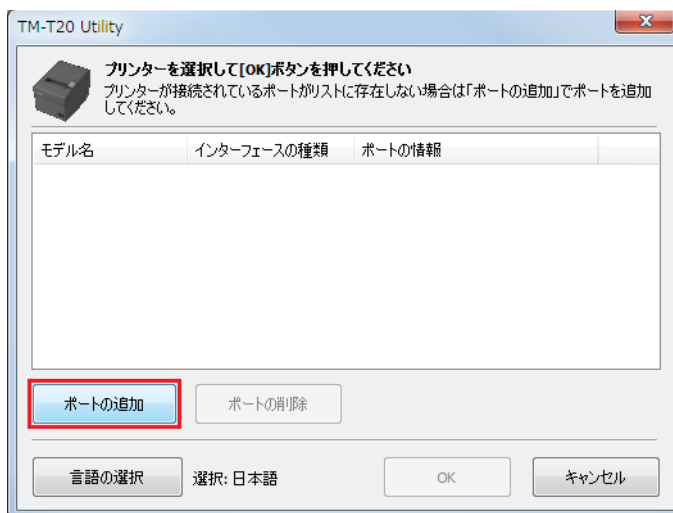 TM-T20 Utility
プリンターを選択して[OK]ボタンを押してください
プリンターが接続されているポートがリストに存在しない場合は「ポートの追加」でポートを追加
してください。
モデル名 インターフェースの種類 ポートの情報
ポートの追加 ポートの削除
言語の選択 選択: 日本語 OK キャンセル